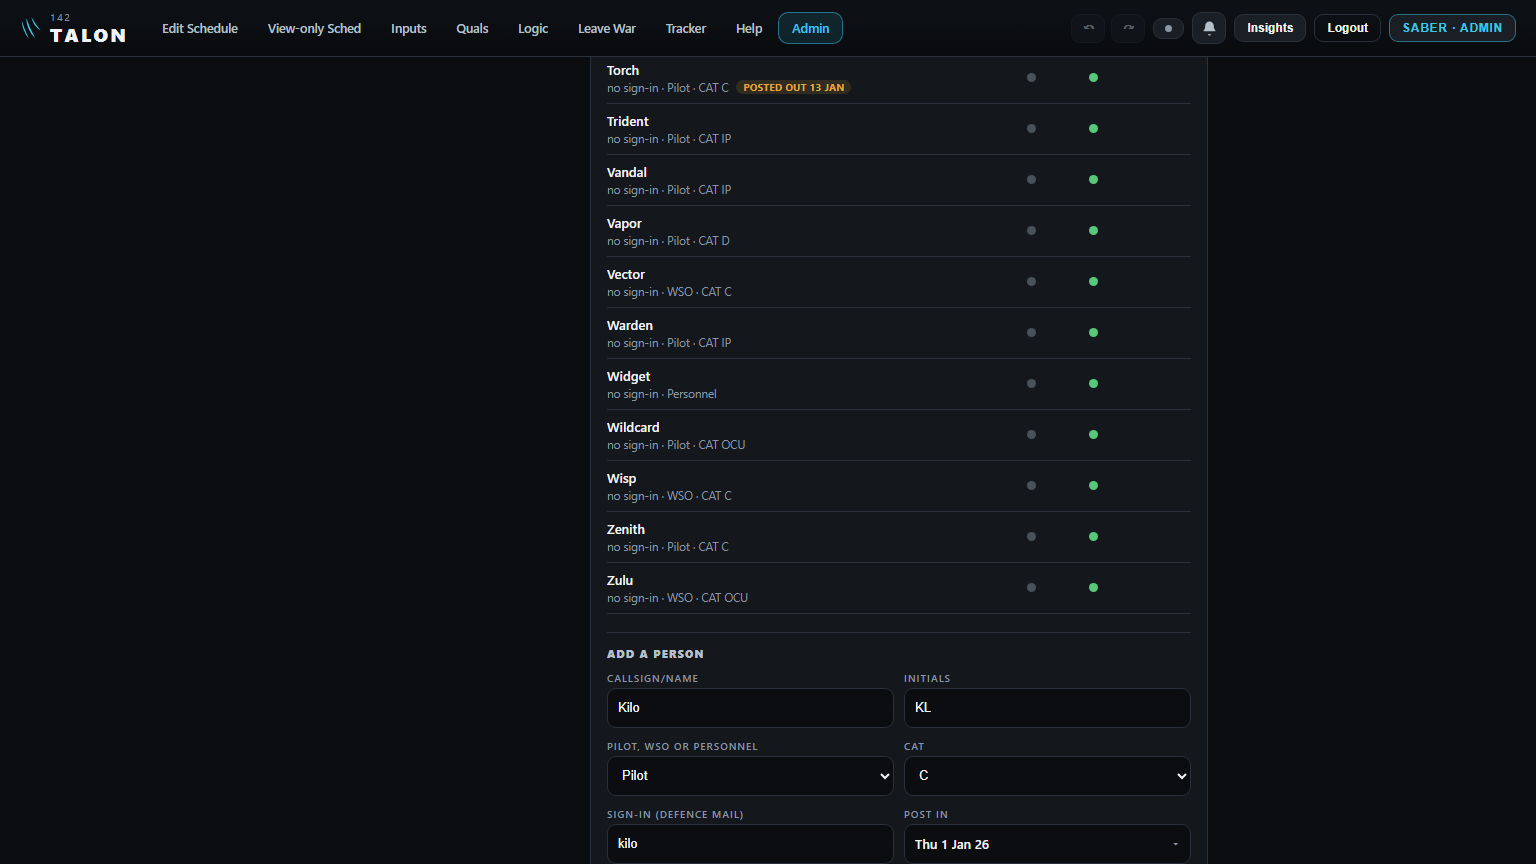 142
TALON
Edit Schedule
View-only Sched
Inputs
Quals
Logic
Leave War
Tracker
Help
Admin
Insights
Logout
SABER · ADMIN
Torch
no sign-in · Pilot · CAT C POSTED OUT 13 JAN
Trident
no sign-in · Pilot · CAT IP
Vandal
no sign-in · Pilot · CAT IP
Vapor
no sign-in · Pilot · CAT D
Vector
no sign-in · WSO · CAT C
Warden
no sign-in · Pilot · CAT IP
Widget
no sign-in · Personnel
Wildcard
no sign-in · Pilot · CAT OCU
Wisp
no sign-in · WSO · CAT C
Zenith
no sign-in · Pilot · CAT C
Zulu
no sign-in · WSO · CAT OCU
ADD A PERSON
CALLSIGN/NAME
INITIALS
Kilo
KL
PILOT, WSO OR PERSONNEL
CAT
Pilot
C
SIGN-IN (DEFENCE MAIL)
POST IN
kilo
Thu 1 Jan 26